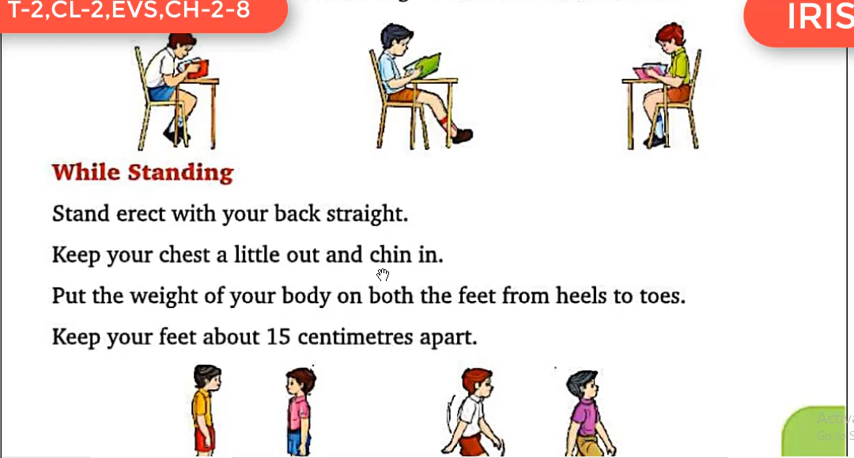 T-2,CL-2,EVS,CH-2-8
IRIS
While Standing
Stand erect with your back straight.
Keep your chest a little out and chin in.
Put the weight of your body on both the feet from heels to toes.
Keep your feet about 15 centimetres apart.